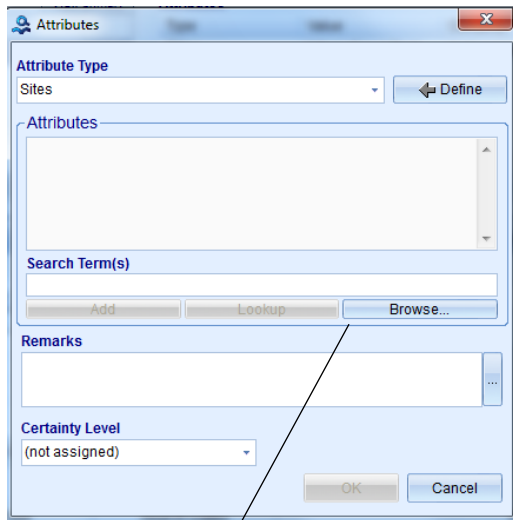 Attributes
Attribute Type
Sites
Define
Attributes
Search Term(s)
Add
Lookup
Browse...
Remarks
...
Certainty Level
(not assigned)
OK
Cancel